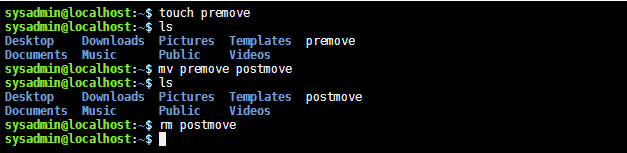 sysadmin@localhost:~$ touch premove
sysadmin@localhost:~$ ls
Desktop    Downloads  Pictures  Templates  premove
Documents  Music      Public    Videos
sysadmin@localhost:~$ mv premove postmove
sysadmin@localhost:~$ ls
Desktop    Downloads  Pictures  Templates  postmove
Documents  Music      Public    Videos
sysadmin@localhost:~$ rm postmove
sysadmin@localhost:~$